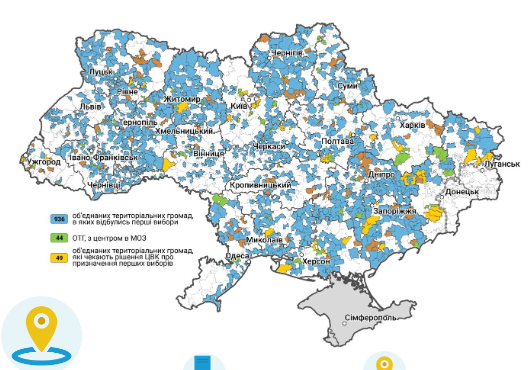 Чернігів
Луцьк
Суми
Рівне
Житомир
Київ
Львів
Харків
Тернопіль
Хмельницький
Полтава
Черкаси
Вінниця
Івано-Франківськ
Ужгород
Луганськ
Дніпро
Чернівці
Кропивницький
Донецьк
Запоріжжя
Миколаїв
Одеса
Херсон
Сімферополь
936 об'єднаних територіальних громад,
в яких відбулись перші вибори
44 ОТГ, з центром в МОЗ
49 об'єднаних територіальних громад,
які чекають рішення ЦВК про
призначення перших виборів